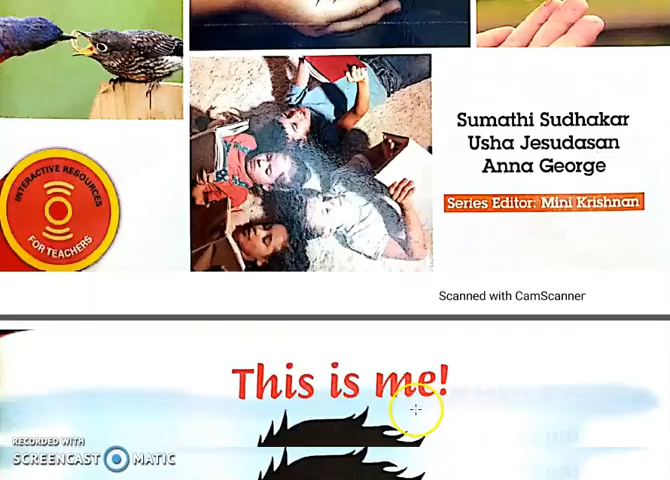 INTERACTIVE RESOURCES
FOR TEACHERS
Sumathi Sudhakar
Usha Jesudasan
Anna George
Series Editor: Mini Krishnan
Scanned with CamScanner
This is me!
RECORDED WITH
SCREENCAST MATIC